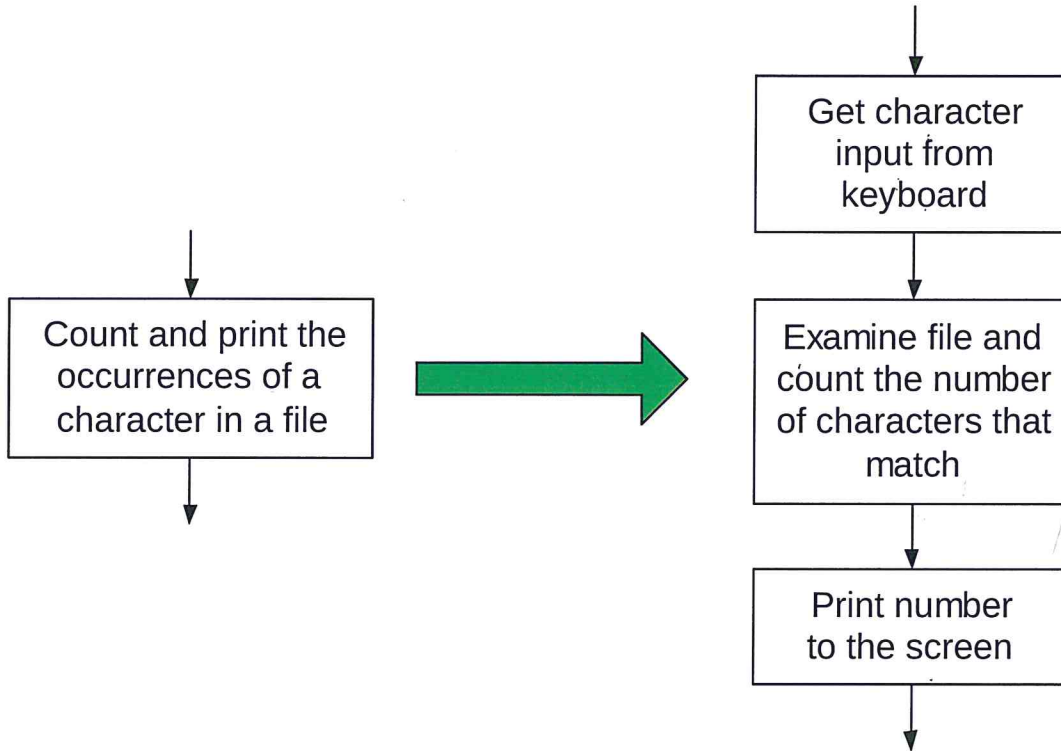 Count and print the
occurrences of a
character in a file
Get character
input from
keyboard
Examine file and
count the number
of characters that
match
Print number
to the screen